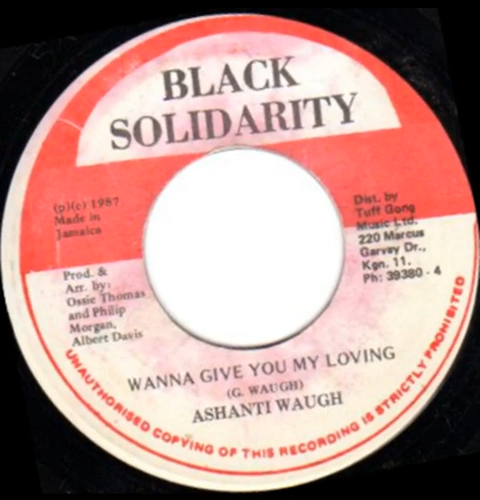 BLACK
SOLIDARITY
(p)(c) 1987
Made in
Jamaica
Dist. by
Tuff Gong
Music Ltd.
220 Marcus
Garvey Dr.,
Kgn. 11.
Ph: 39380 - 4
Prod. &
Arr. by:
Ossie Thomas
and Philip
Morgan,
Albert Davis
WANNA GIVE YOU MY LOVING
(G. WAUGH)
ASHANTI WAUGH
UNAUTHORISED COPYING OF THIS RECORDING IS STRICTLY PROHIBITED